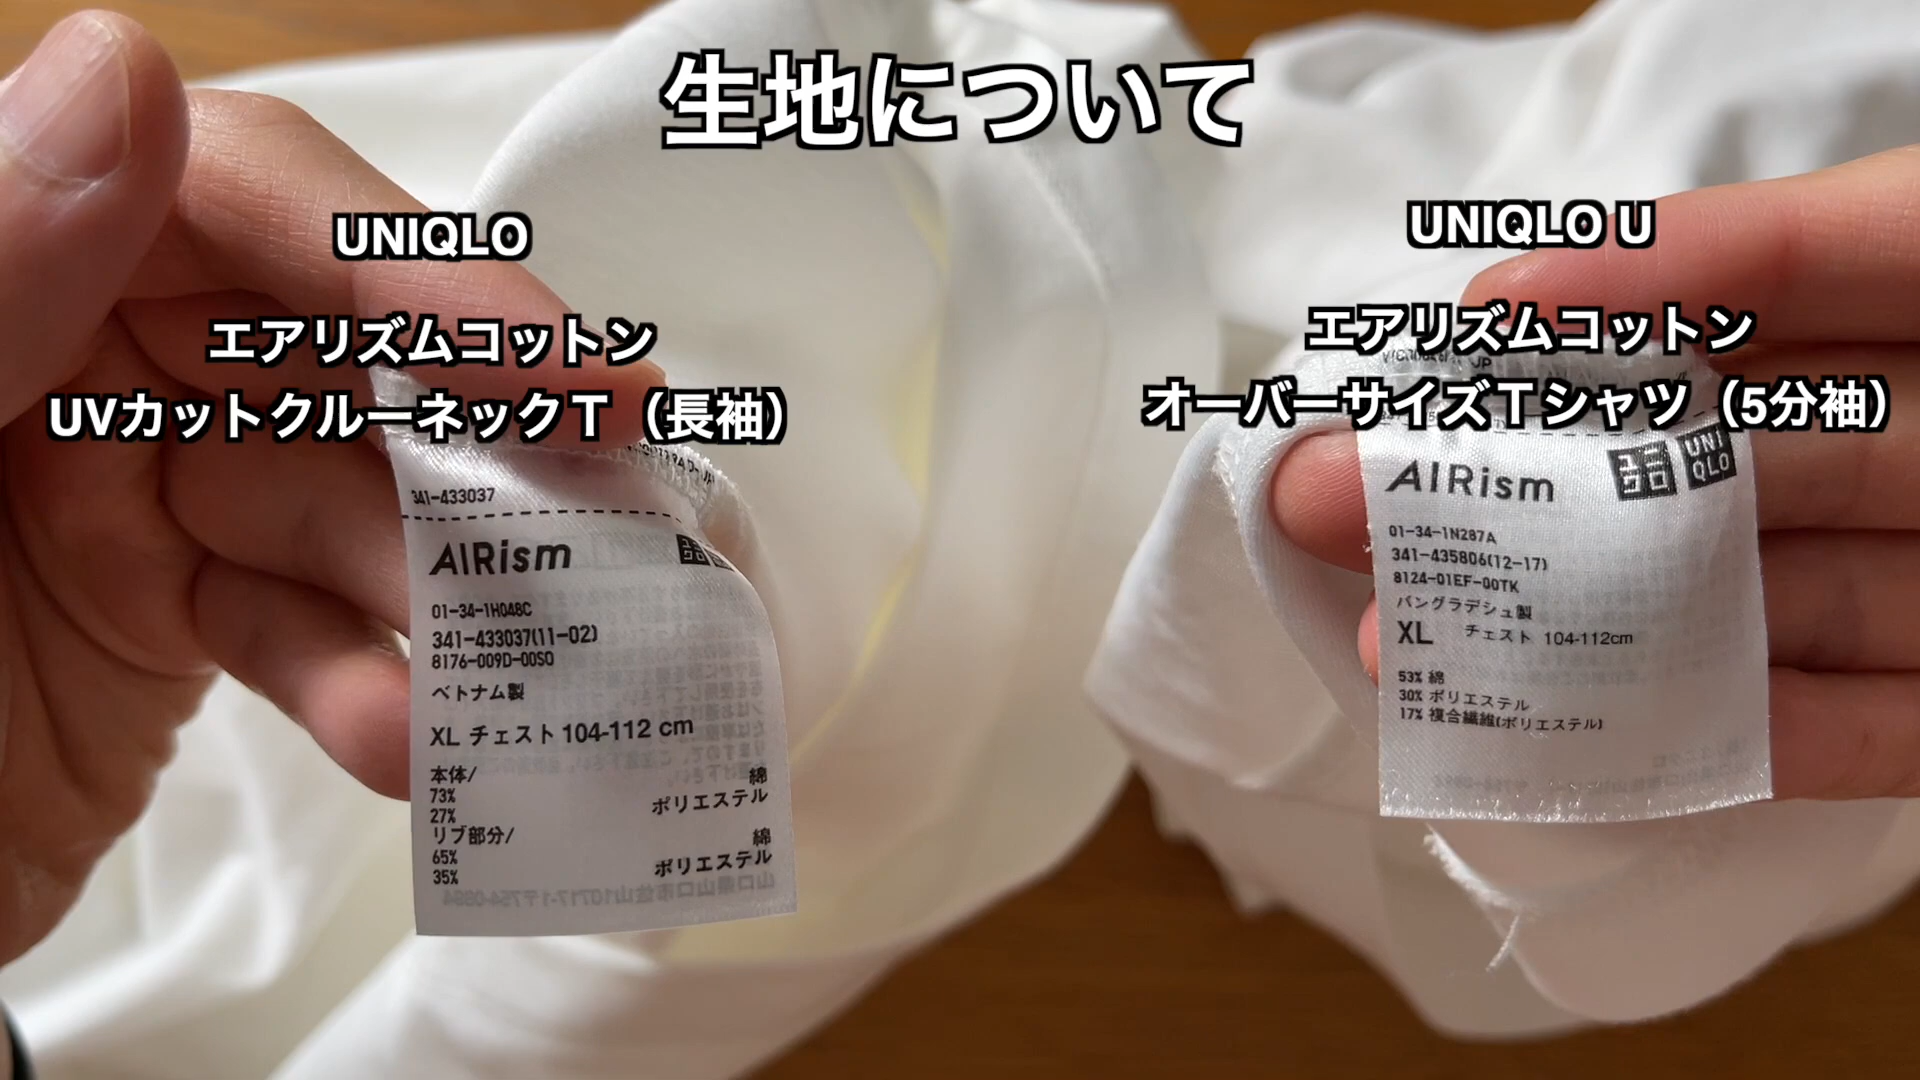 生地について
UNIQLO
エアリズムコットン
UVカットクルーネックT（長袖）
341-433037
AIRism
01-34-1H048C
341-433037(11-02)
8176-009D-00SO
ベトナム製
XL チェスト 104-112 cm
本体/
73% 綿
27% ポリエステル
リブ部分/
65% 綿
35% ポリエステル
UNIQLO U
エアリズムコットン
オーバーサイズTシャツ（5分袖）
AIRism
ユニクロ
UNIQLO
01-34-1N287A
341-435806(12-17)
8124-01EF-00TK
バングラデシュ製
XL チェスト 104-112cm
53% 綿
30% ポリエステル
17% 複合繊維(ポリエステル)